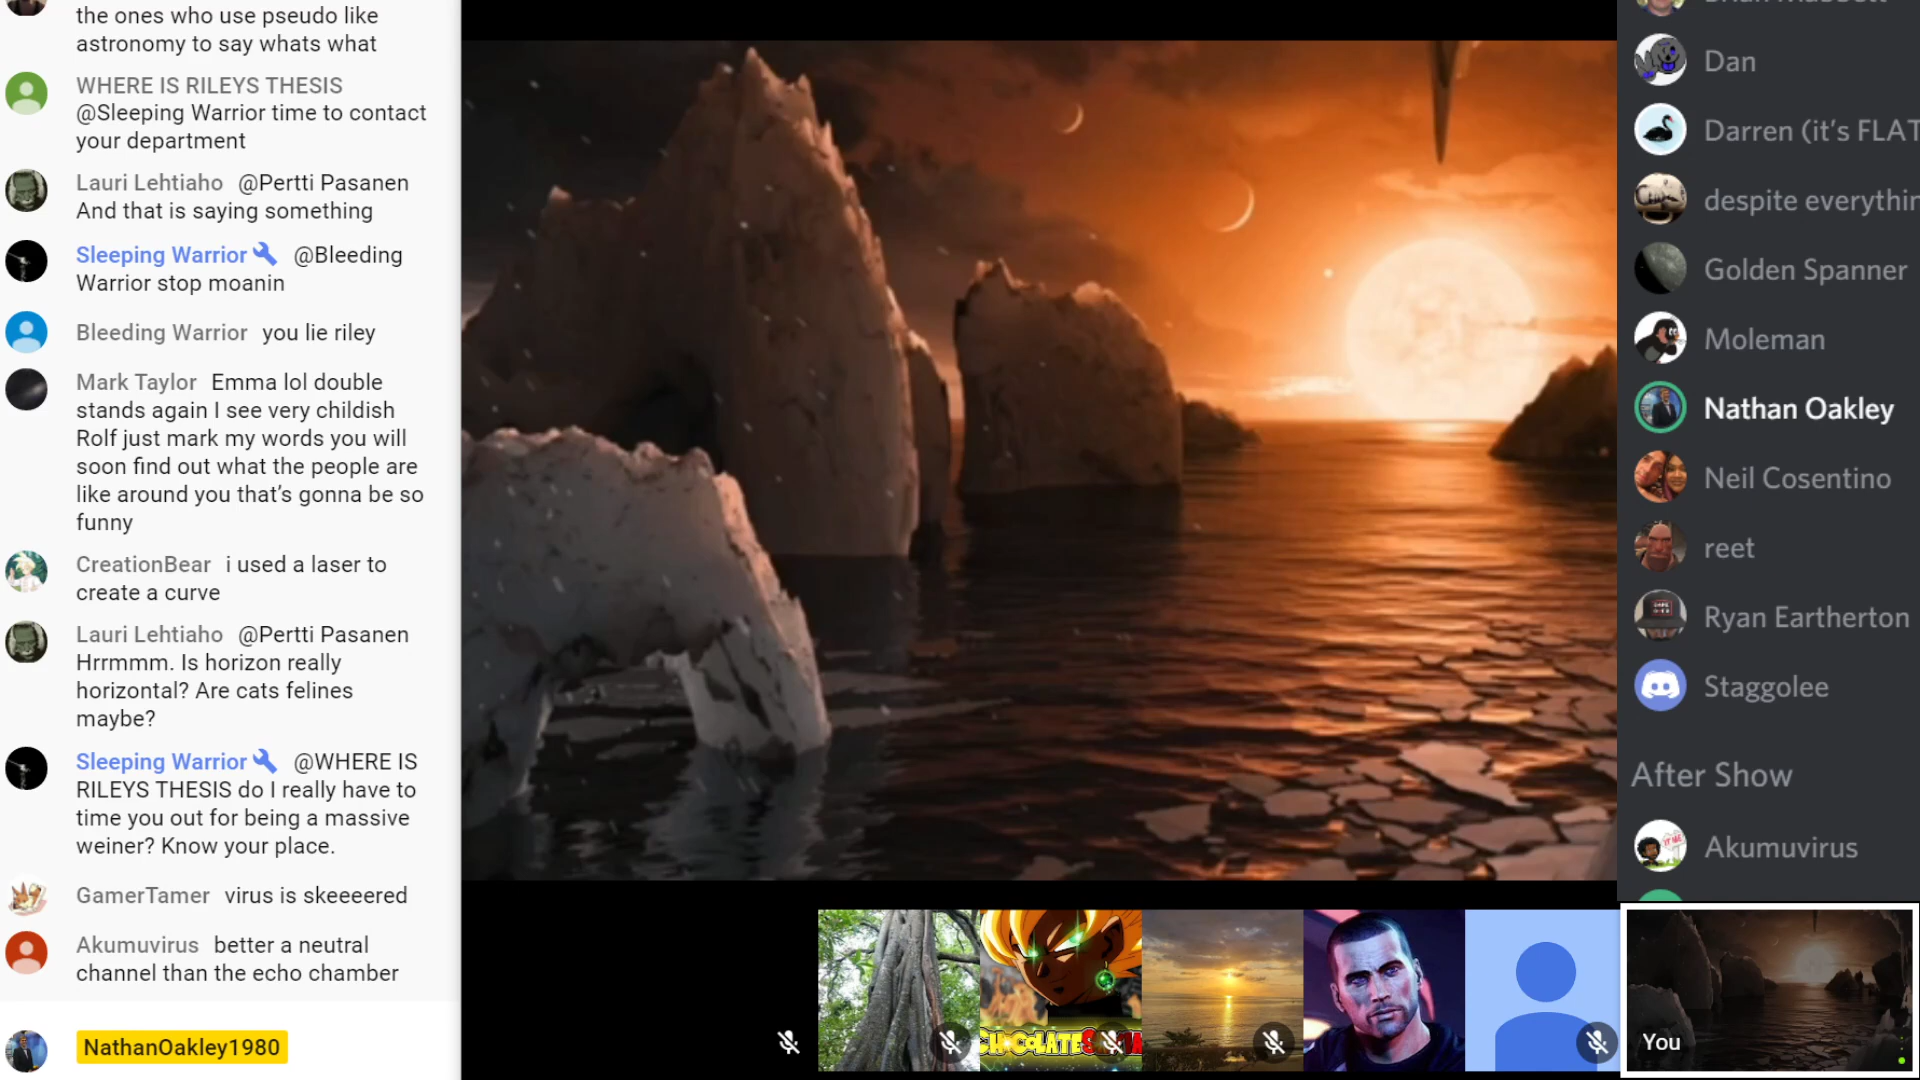 the ones who use pseudo like
astronomy to say whats what
WHERE IS RILEYS THESIS
@Sleeping Warrior time to contact
your department
Lauri Lehtiaho @Pertti Pasanen
And that is saying something
Sleeping Warrior @Bleeding
Warrior stop moanin
Bleeding Warrior you lie riley
Mark Taylor Emma lol double
stands again I see very childish
Rolf just mark my words you will
soon find out what the people are
like around you that's gonna be so
funny
CreationBear i used a laser to
create a curve
Lauri Lehtiaho @Pertti Pasanen
Hrrmmm. Is horizon really
horizontal? Are cats felines
maybe?
Sleeping Warrior @WHERE IS
RILEYS THESIS do I really have to
time you out for being a massive
weiner? Know your place.
GamerTamer virus is skeeeered
Akumuvirus better a neutral
channel than the echo chamber
NathanOakley1980
Dan
Darren (it's FLAT
despite everythin
Golden Spanner
Moleman
Nathan Oakley
Neil Cosentino
reet
Ryan Eartherton
Staggolee
After Show
Akumuvirus
You